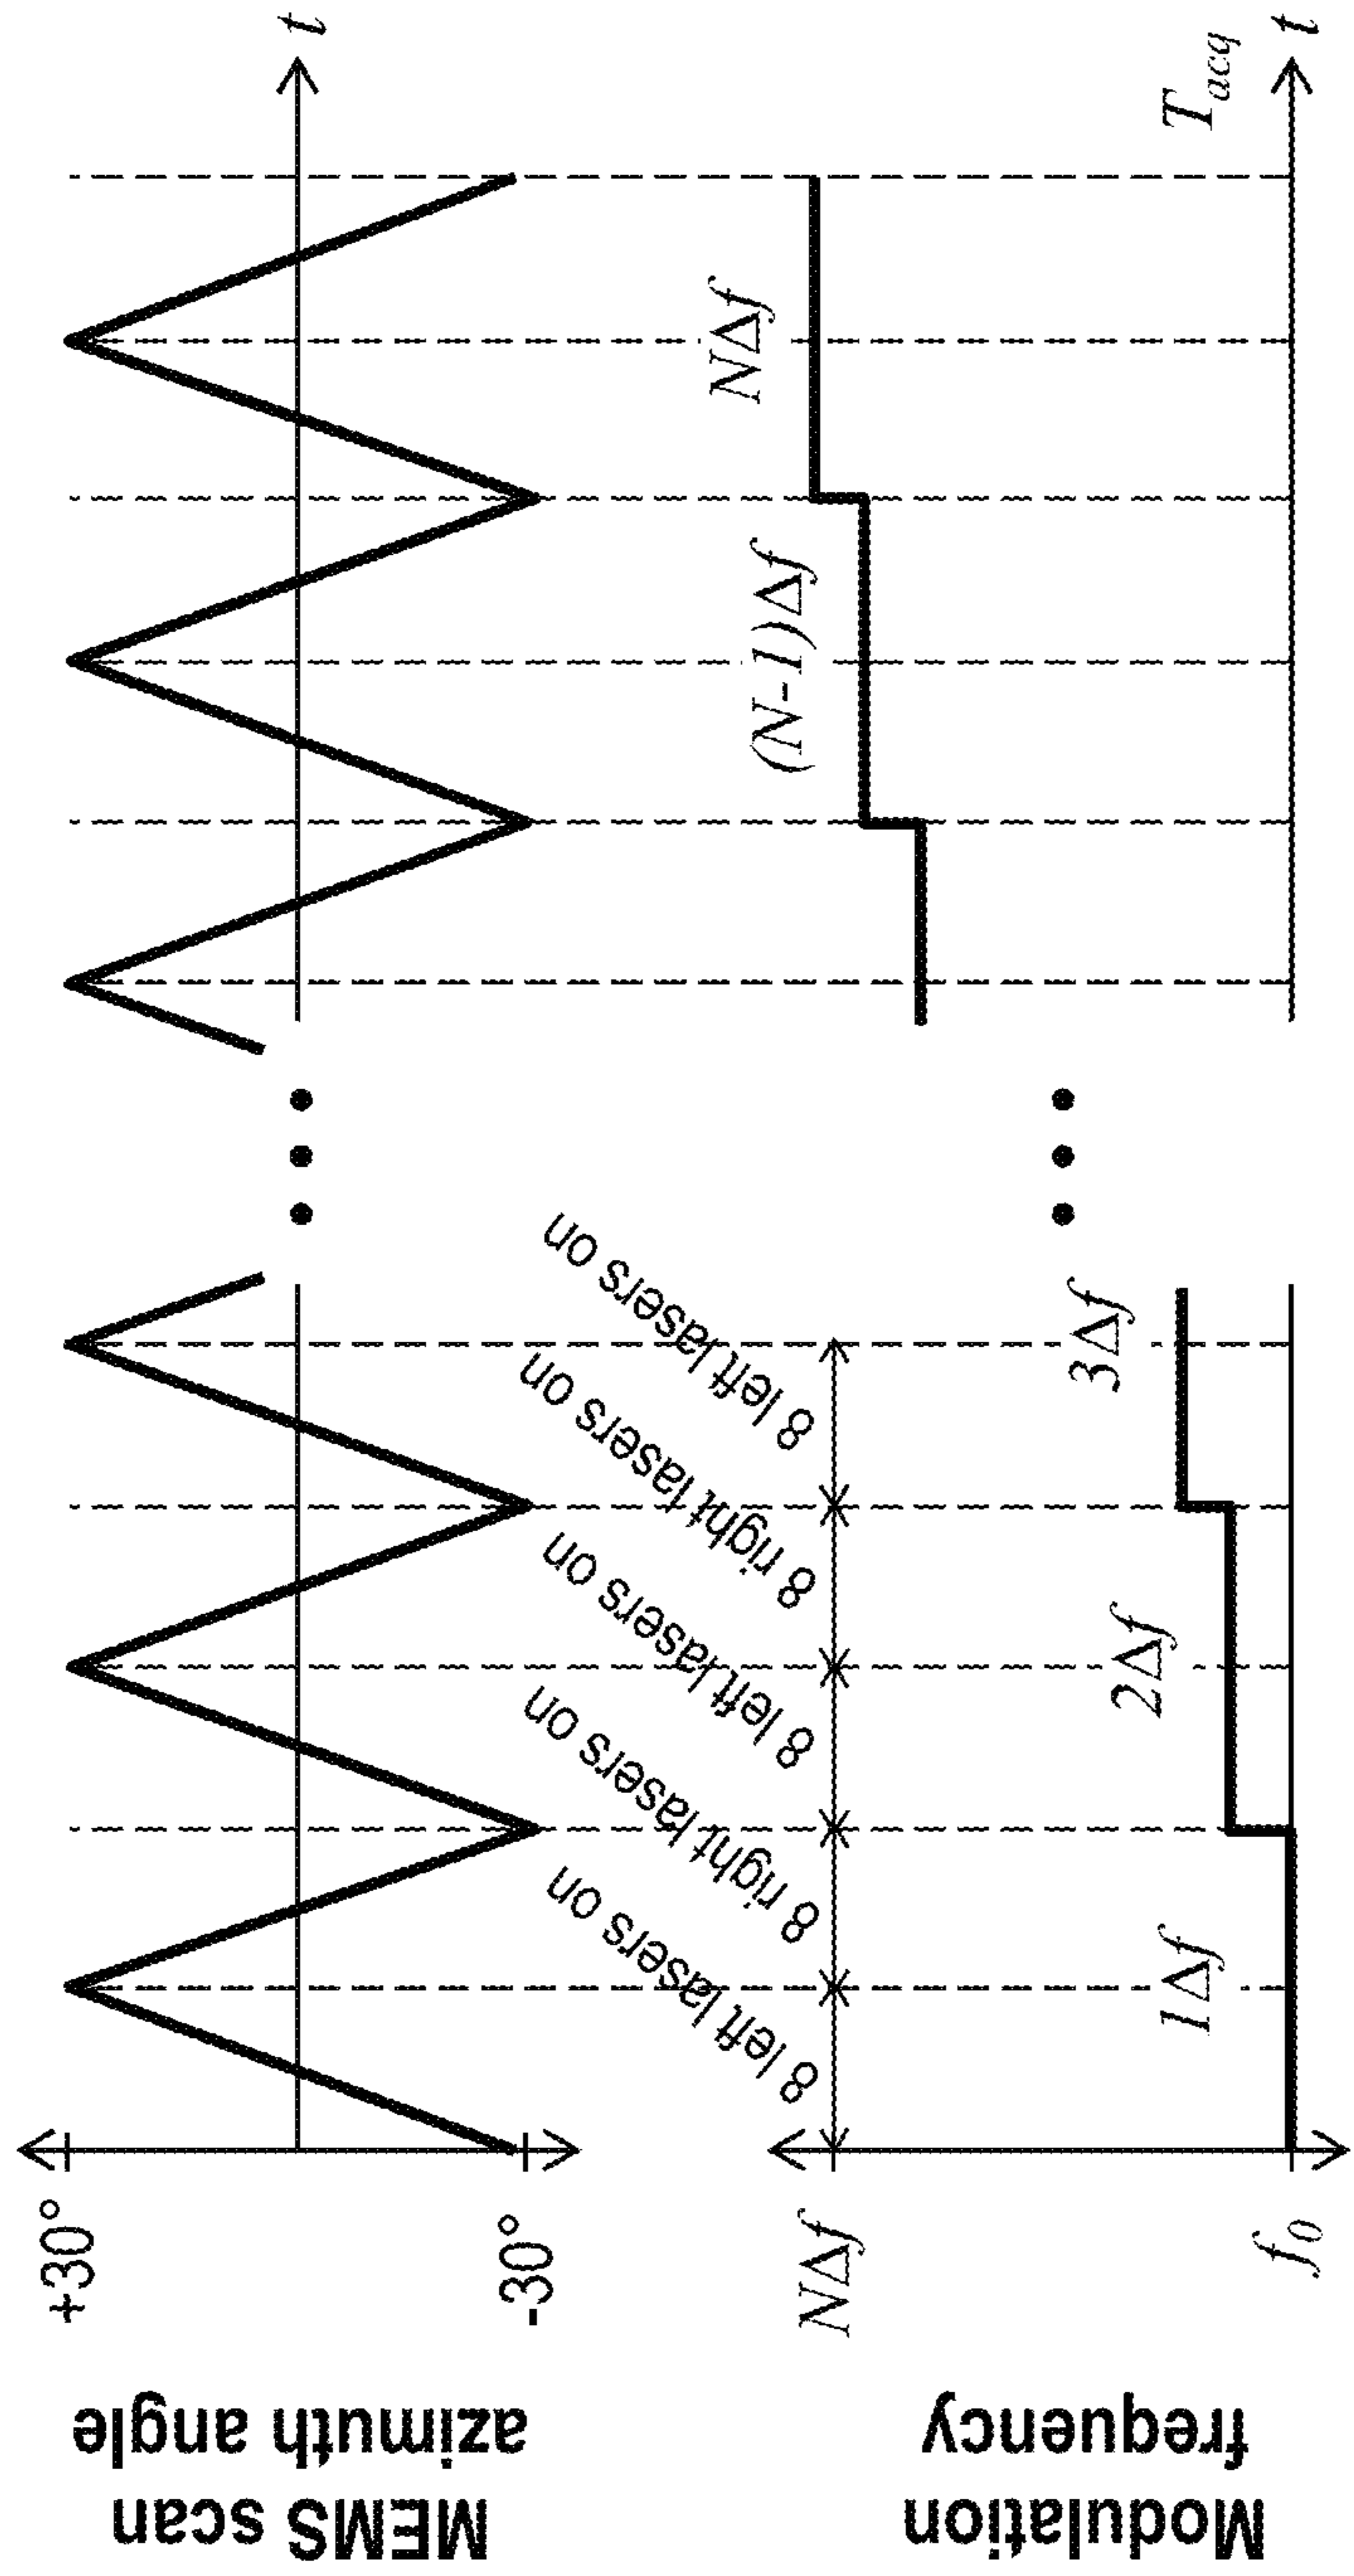 MEMS scan
azimuth angle
+30°
-30°
t
8 left lasers on
8 right lasers on
8 left lasers on
8 right lasers on
8 left lasers on
Modulation
frequency
NΔf
f₀
1Δf
2Δf
3Δf
(N-1)Δf
NΔf
T_acq
t